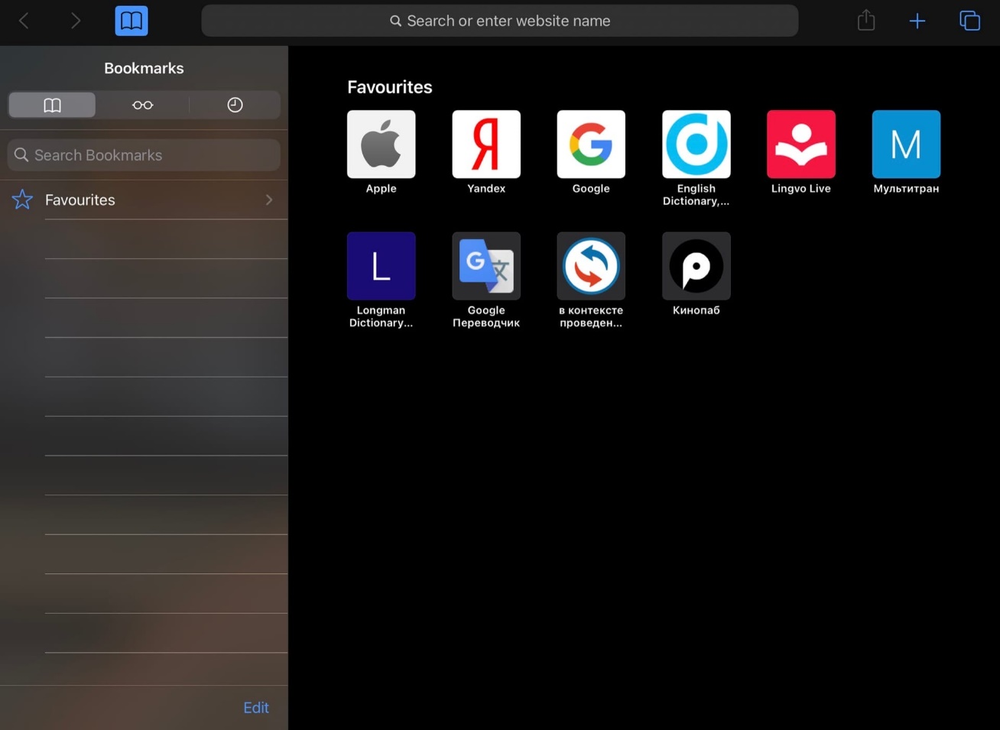 Search or enter website name
Bookmarks
Search Bookmarks
Favourites
Edit
Favourites
Apple
Я
Yandex
G
Google
English
Dictionary,...
Lingvo Live
M
Мультитран
L
Longman
Dictionary...
G 文
Google
Переводчик
в контексте
проведен...
Кинопаб